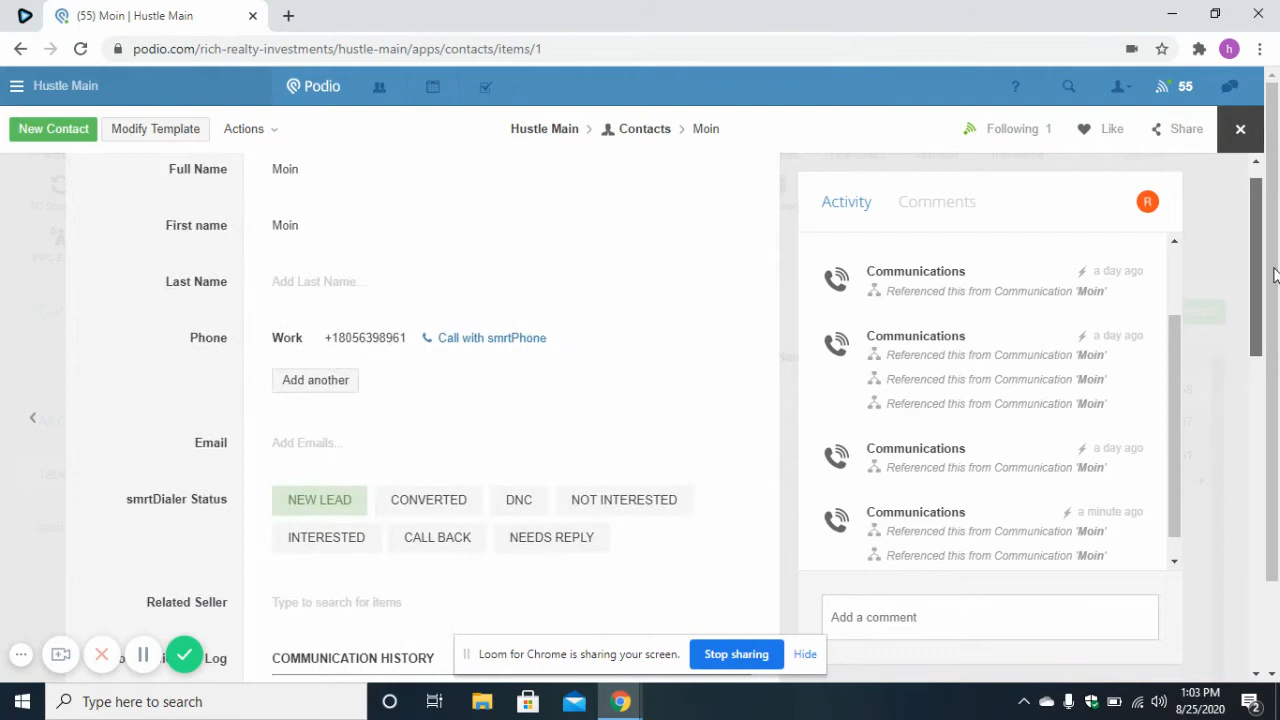 (55) Moin | Hustle Main
podio.com/rich-realty-investments/hustle-main/apps/contacts/items/1
h
Hustle Main
Podio
?
55
New Contact
Modify Template
Actions
Hustle Main > Contacts > Moin
Following 1
Like
Share
Full Name
Moin
First name
Moin
Last Name
Add Last Name...
Phone
Work
+18056398961
Call with smrtPhone
Add another
Email
Add Emails...
smrtDialer Status
NEW LEAD
CONVERTED
DNC
NOT INTERESTED
INTERESTED
CALL BACK
NEEDS REPLY
Related Seller
Type to search for items
Log
COMMUNICATION HISTORY
Activity
Comments
R
Communications
a day ago
Referenced this from Communication 'Moin'
Communications
a day ago
Referenced this from Communication 'Moin'
Referenced this from Communication 'Moin'
Referenced this from Communication 'Moin'
Communications
a day ago
Referenced this from Communication 'Moin'
Communications
a minute ago
Referenced this from Communication 'Moin'
Referenced this from Communication 'Moin'
Add a comment
Loom for Chrome is sharing your screen.
Stop sharing
Hide
Type here to search
1:03 PM
8/25/2020
2